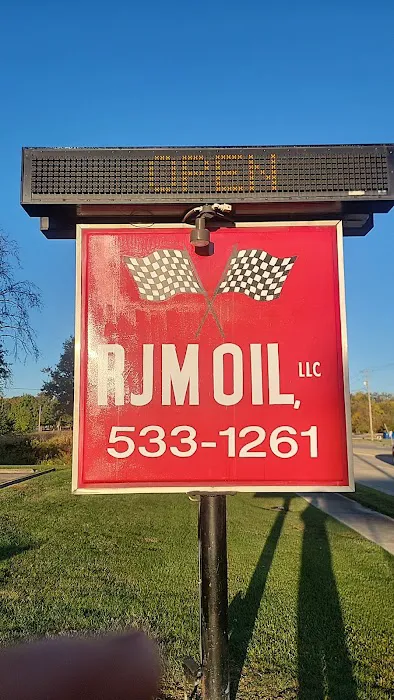 OPEN
RJM OIL, LLC
533-1261